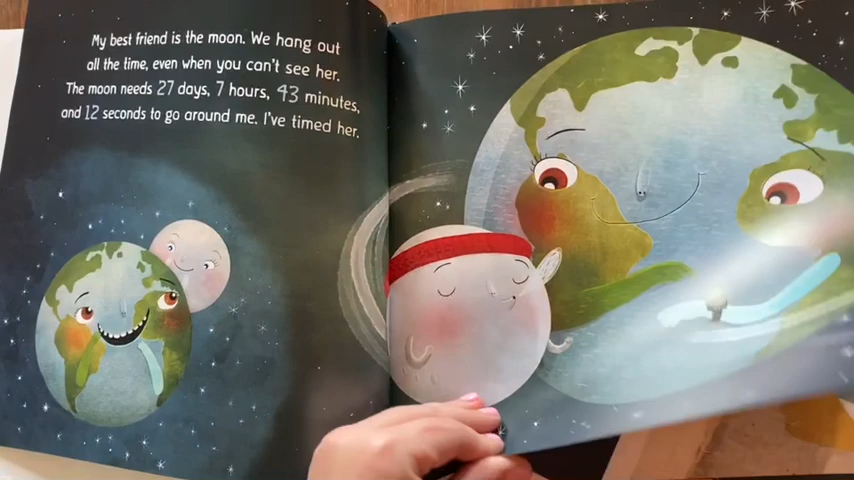 My best friend is the moon. We hang out
all the time, even when you can't see her.
The moon needs 27 days, 7 hours, 43 minutes,
and 12 seconds to go around me. I've timed her.